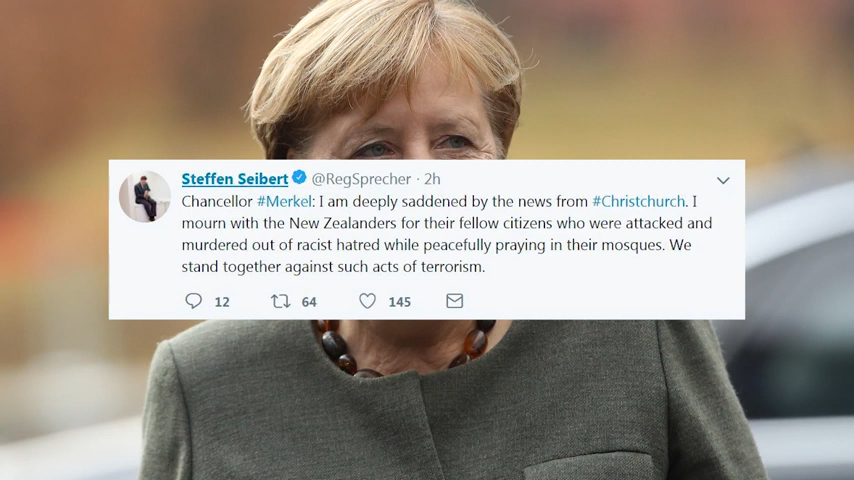 Steffen Seibert @RegSprecher · 2h
Chancellor #Merkel: I am deeply saddened by the news from #Christchurch. I
mourn with the New Zealanders for their fellow citizens who were attacked and
murdered out of racist hatred while peacefully praying in their mosques. We
stand together against such acts of terrorism.
12 64 145